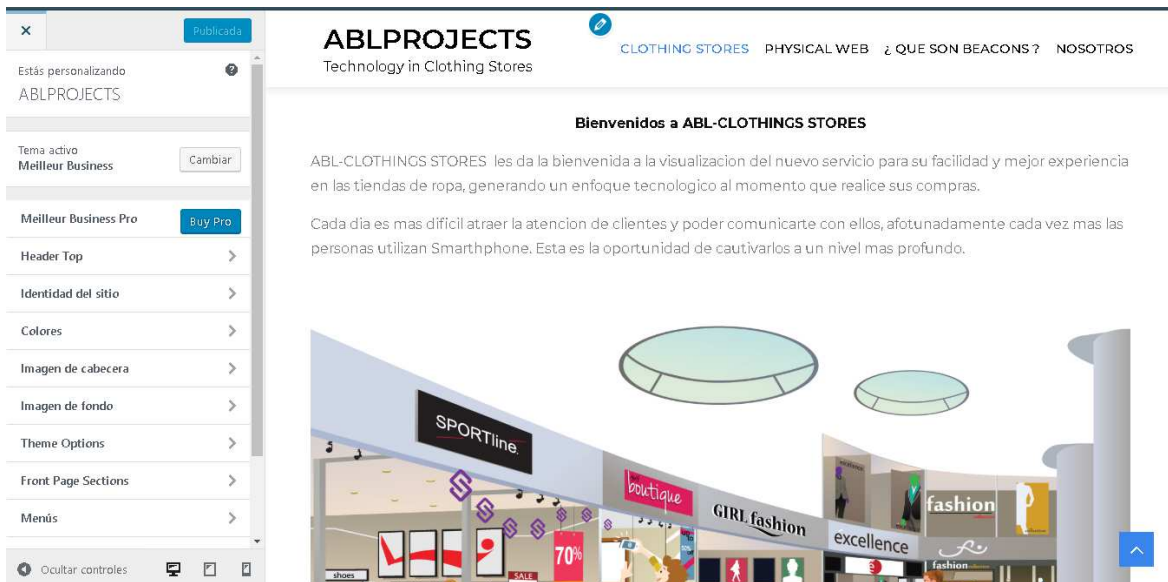 Publicada
Estás personalizando
ABLPROJECTS
Tema activo
Meilleur Business
Cambiar
Meilleur Business Pro
Buy Pro
Header Top
Identidad del sitio
Colores
Imagen de cabecera
Imagen de fondo
Theme Options
Front Page Sections
Menús
Ocultar controles
ABLPROJECTS
Technology in Clothing Stores
CLOTHING STORES PHYSICAL WEB ¿ QUE SON BEACONS ? NOSOTROS
Bienvenidos a ABL-CLOTHINGS STORES
ABL-CLOTHINGS STORES les da la bienvenida a la visualizacion del nuevo servicio para su facilidad y mejor experiencia
en las tiendas de ropa, generando un enfoque tecnologico al momento que realice sus compras.
Cada dia es mas dificil atraer la atencion de clientes y poder comunicarte con ellos, afotunadamente cada vez mas las
personas utilizan Smarthphone. Esta es la oportunidad de cautivarlos a un nivel mas profundo.
SPORTline.
boutique
GIRL fashion
excellence
fashion
fashion
shoes
SALE
70%